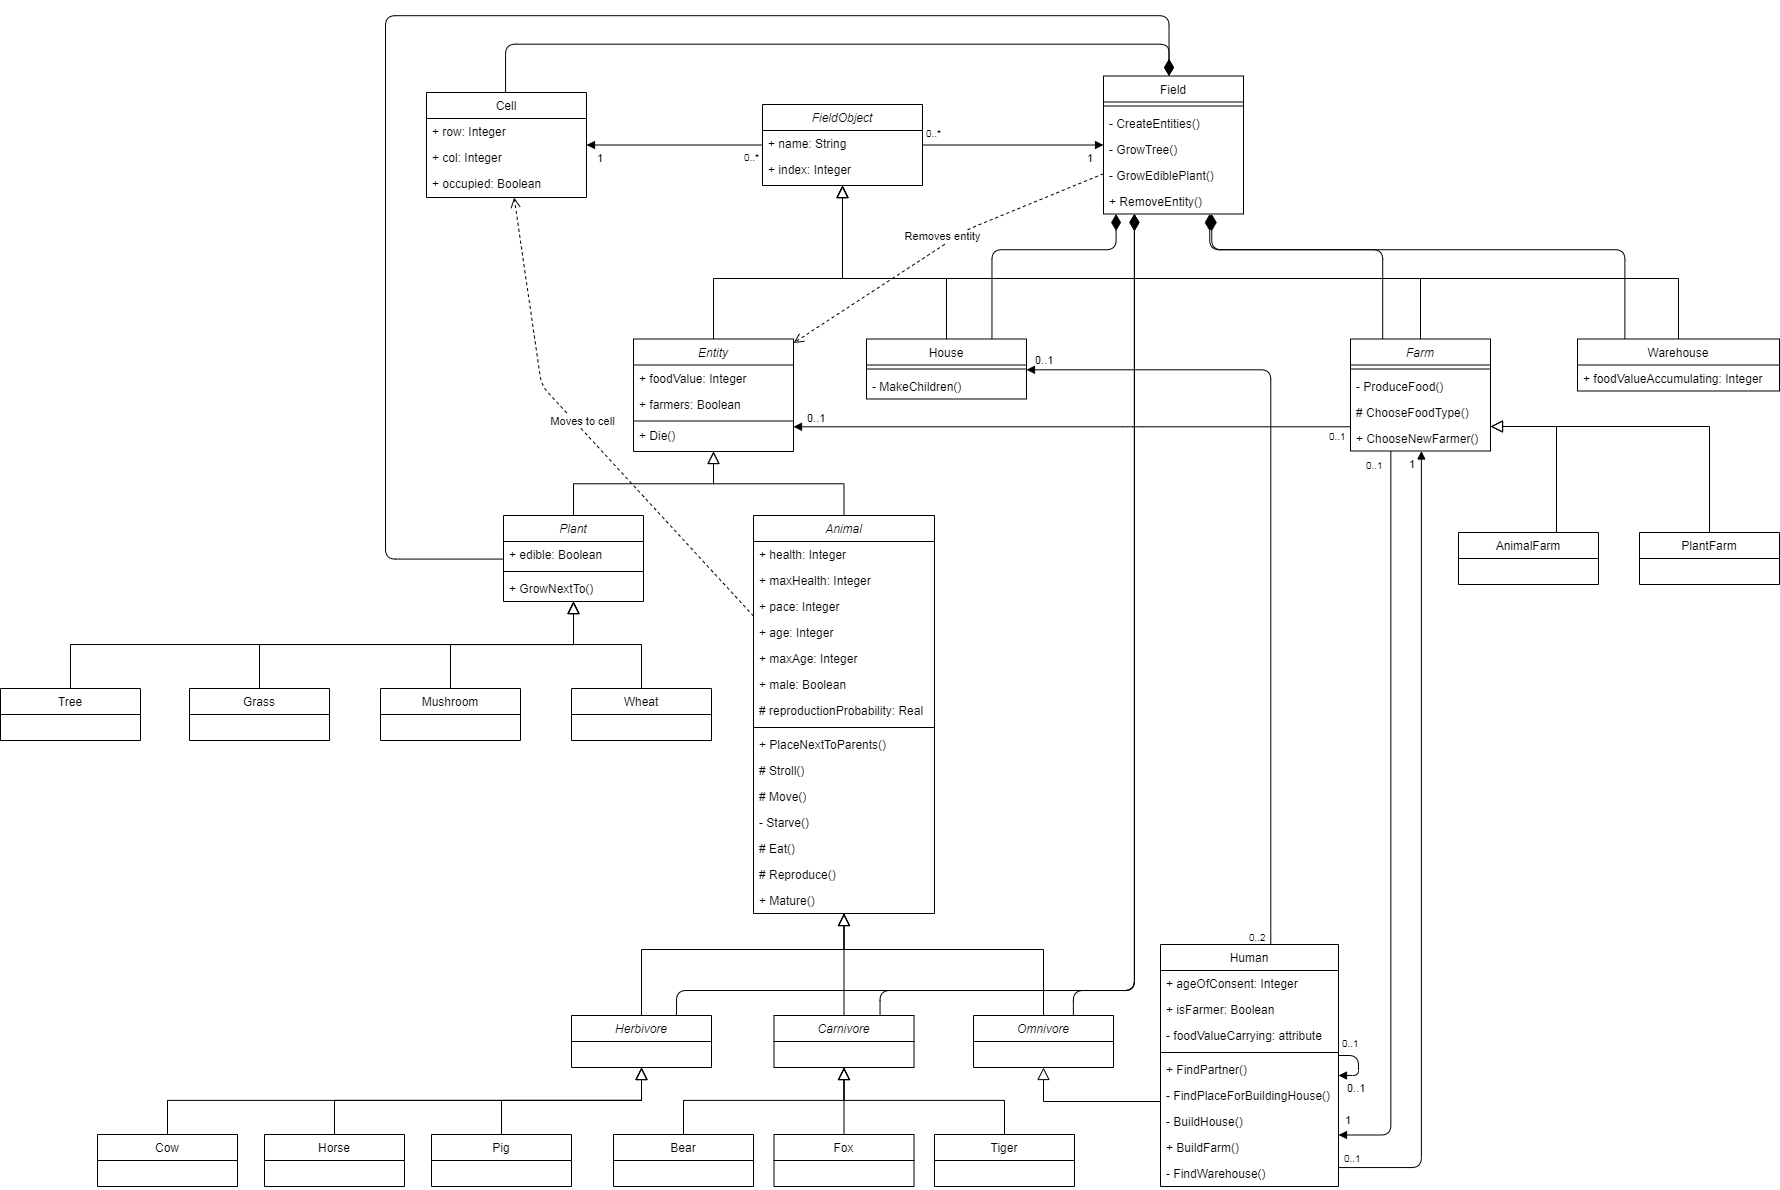 Field
- CreateEntities()
- GrowTree()
- GrowEdiblePlant()
+ RemoveEntity()
Cell
+ row: Integer
+ col: Integer
+ occupied: Boolean
FieldObject
+ name: String
+ index: Integer
1
0..*
0..*
1
Removes entity
Entity
+ foodValue: Integer
+ farmers: Boolean
+ Die()
House
- MakeChildren()
0..1
Farm
- ProduceFood()
# ChooseFoodType()
+ ChooseNewFarmer()
Warehouse
+ foodValueAccumulating: Integer
Moves to cell
0..1
0..1
0..1
1
Plant
+ edible: Boolean
+ GrowNextTo()
Animal
+ health: Integer
+ maxHealth: Integer
+ pace: Integer
+ age: Integer
+ maxAge: Integer
+ male: Boolean
# reproductionProbability: Real
+ PlaceNextToParents()
# Stroll()
# Move()
- Starve()
# Eat()
# Reproduce()
+ Mature()
AnimalFarm
PlantFarm
Tree
Grass
Mushroom
Wheat
0..2
Human
+ ageOfConsent: Integer
+ isFarmer: Boolean
- foodValueCarrying: attribute
+ FindPartner()
- FindPlaceForBuildingHouse()
- BuildHouse()
+ BuildFarm()
- FindWarehouse()
0..1
0..1
1
0..1
Herbivore
Carnivore
Omnivore
Cow
Horse
Pig
Bear
Fox
Tiger